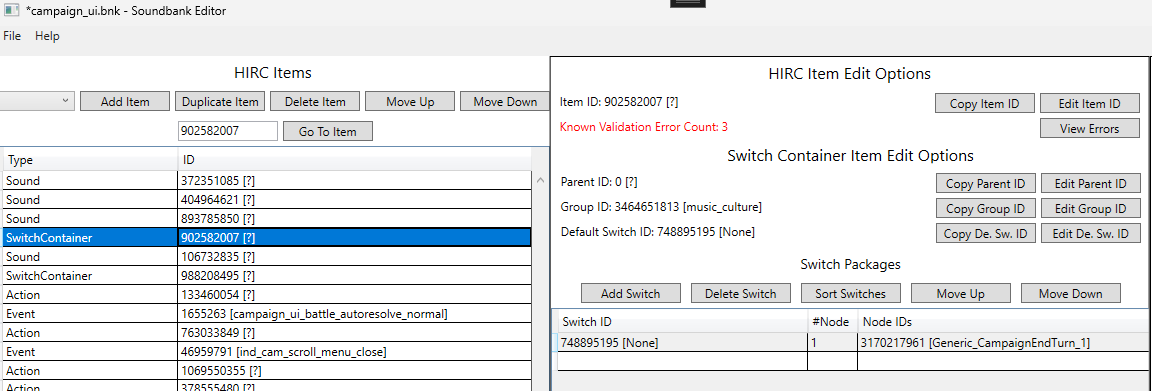 *campaign_ui.bnk - Soundbank Editor
File Help
HIRC Items
Add Item Duplicate Item Delete Item Move Up Move Down
902582007 Go To Item
Type ID
Sound 372351085 [?]
Sound 404964621 [?]
Sound 893785850 [?]
SwitchContainer 902582007 [?]
Sound 106732835 [?]
SwitchContainer 988208495 [?]
Action 133460054 [?]
Event 1655263 [campaign_ui_battle_autoresolve_normal]
Action 763033849 [?]
Event 46959791 [ind_cam_scroll_menu_close]
Action 1069550355 [?]
Action 378555480 [?]
HIRC Item Edit Options
Item ID: 902582007 [?] Copy Item ID Edit Item ID
Known Validation Error Count: 3 View Errors
Switch Container Item Edit Options
Parent ID: 0 [?] Copy Parent ID Edit Parent ID
Group ID: 3464651813 [music_culture] Copy Group ID Edit Group ID
Default Switch ID: 748895195 [None] Copy De. Sw. ID Edit De. Sw. ID
Switch Packages
Add Switch Delete Switch Sort Switches Move Up Move Down
Switch ID #Node Node IDs
748895195 [None] 1 3170217961 [Generic_CampaignEndTurn_1]